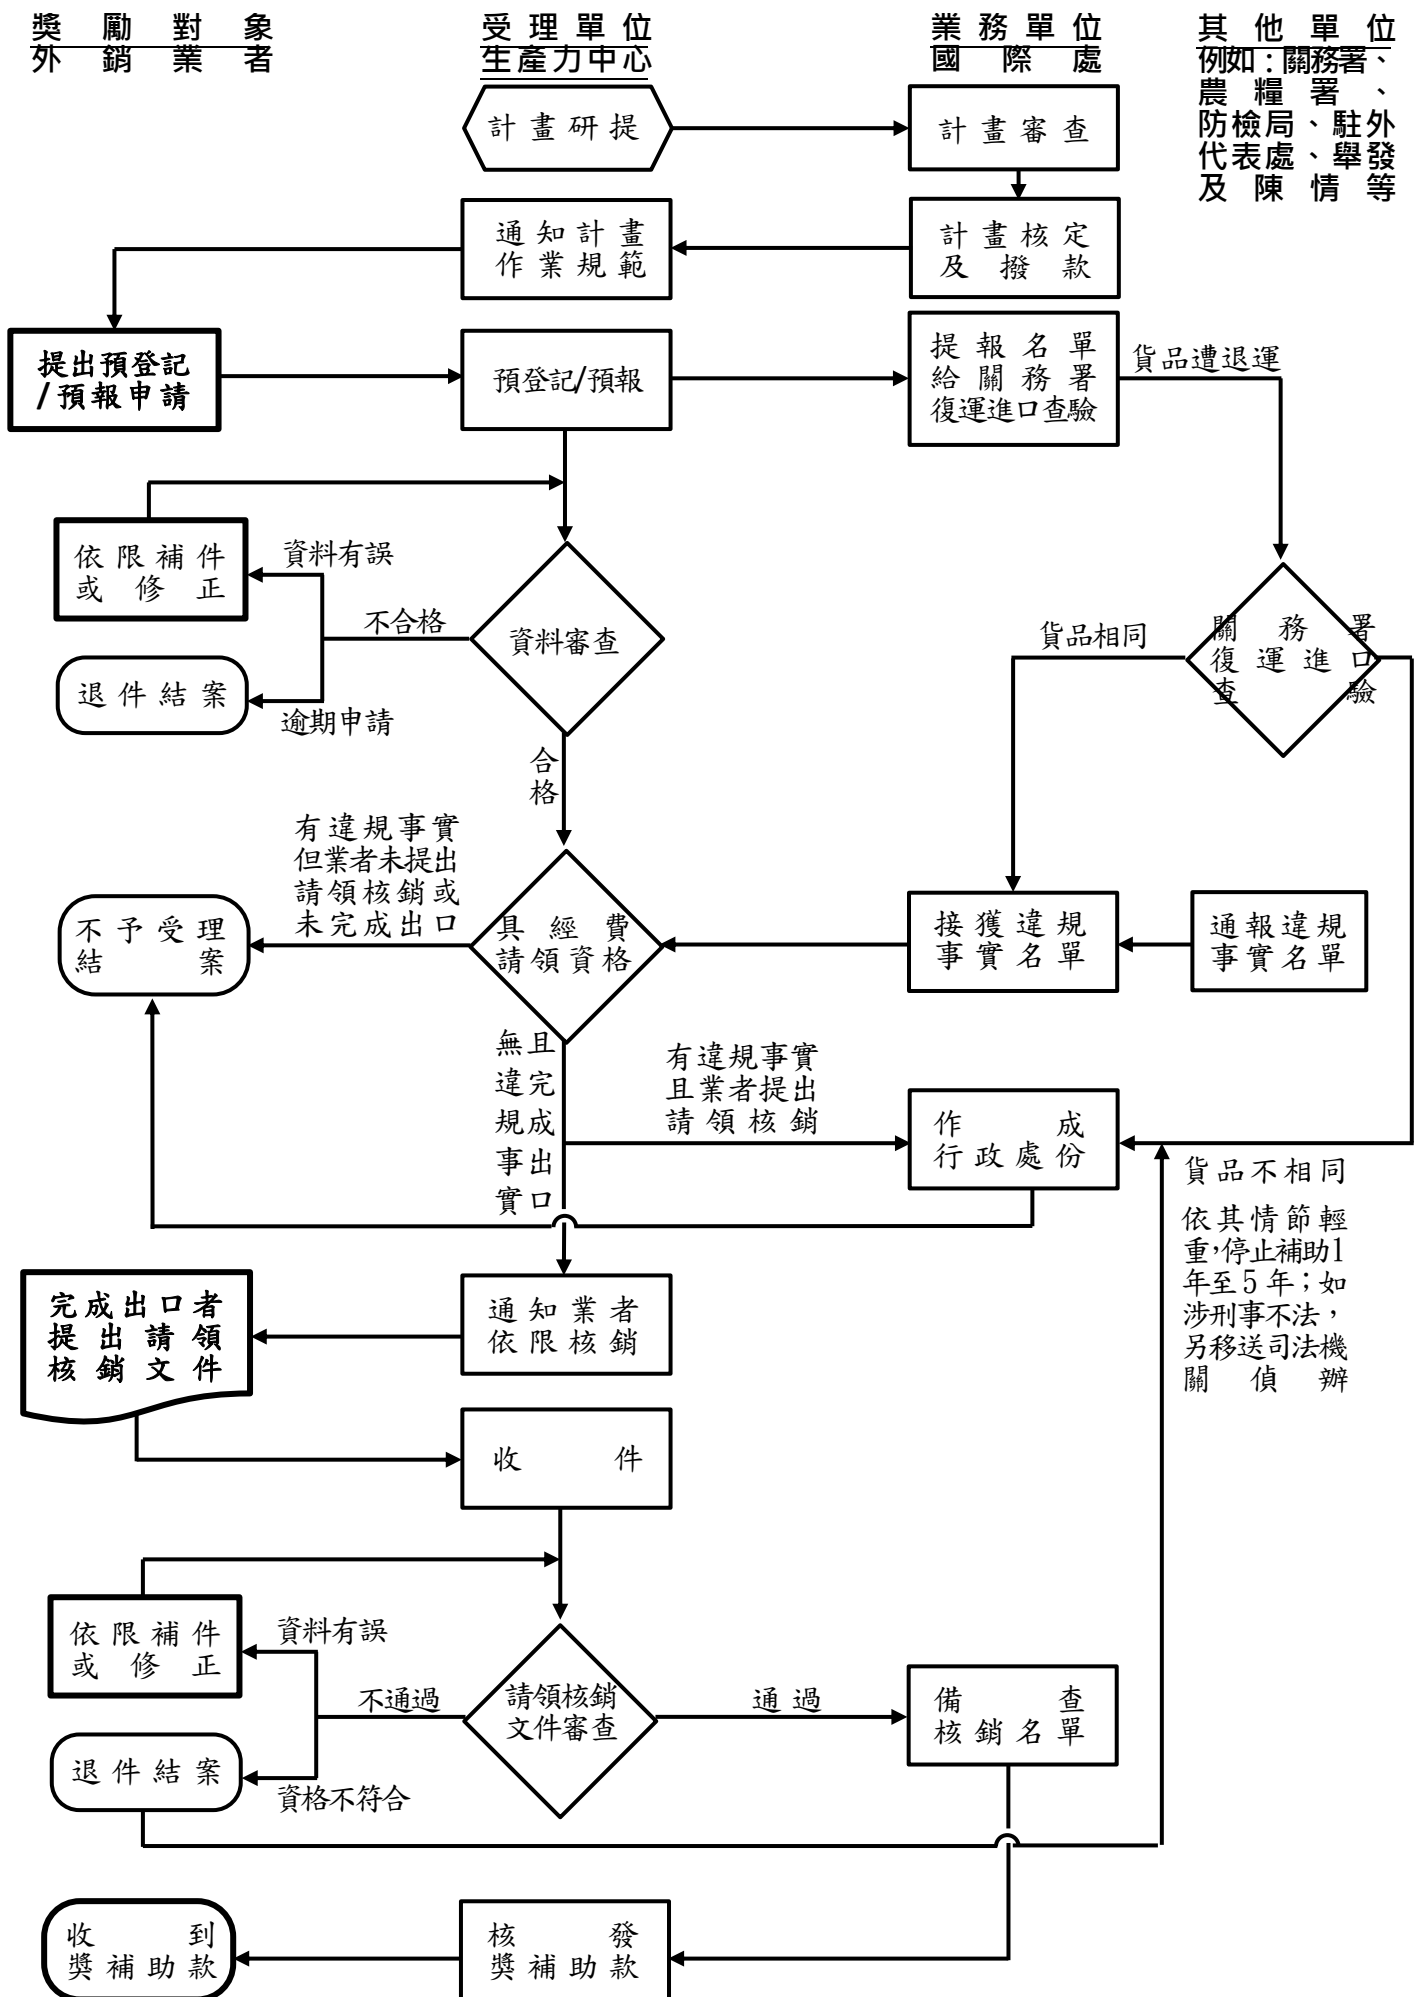 獎勵對象
外銷業者
受理單位
生產力中心
業務單位
國際處
其他單位
例如：關務署、
農糧署、
防檢局、駐外
代表處、舉發
及陳情等
計畫研提
計畫審查
通知計畫
作業規範
計畫核定
及撥款
提出預登記
/預報申請
預登記/預報
提報名單
給關務署
復運進口查驗
貨品遭退運
依限補件
或修正
資料有誤
不合格
資料審查
退件結案
逾期申請
貨品相同
關務署
復運進口
查驗
合格
有違規事實
但業者未提出
請領核銷或
未完成出口
不予受理
結案
具經費
請領資格
接獲違規
事實名單
通報違規
事實名單
無違規事實
且完成出口
有違規事實
且業者提出
請領核銷
作成
行政處份
貨品不相同
依其情節輕
重，停止補助1
年至5年；如
涉刑事不法，
另移送司法機
關偵辦
完成出口者
提出請領
核銷文件
通知業者
依限核銷
收件
依限補件
或修正
資料有誤
不通過
請領核銷
文件審查
通過
備查
核銷名單
退件結案
資格不符合
收到
獎補助款
核發
獎補助款